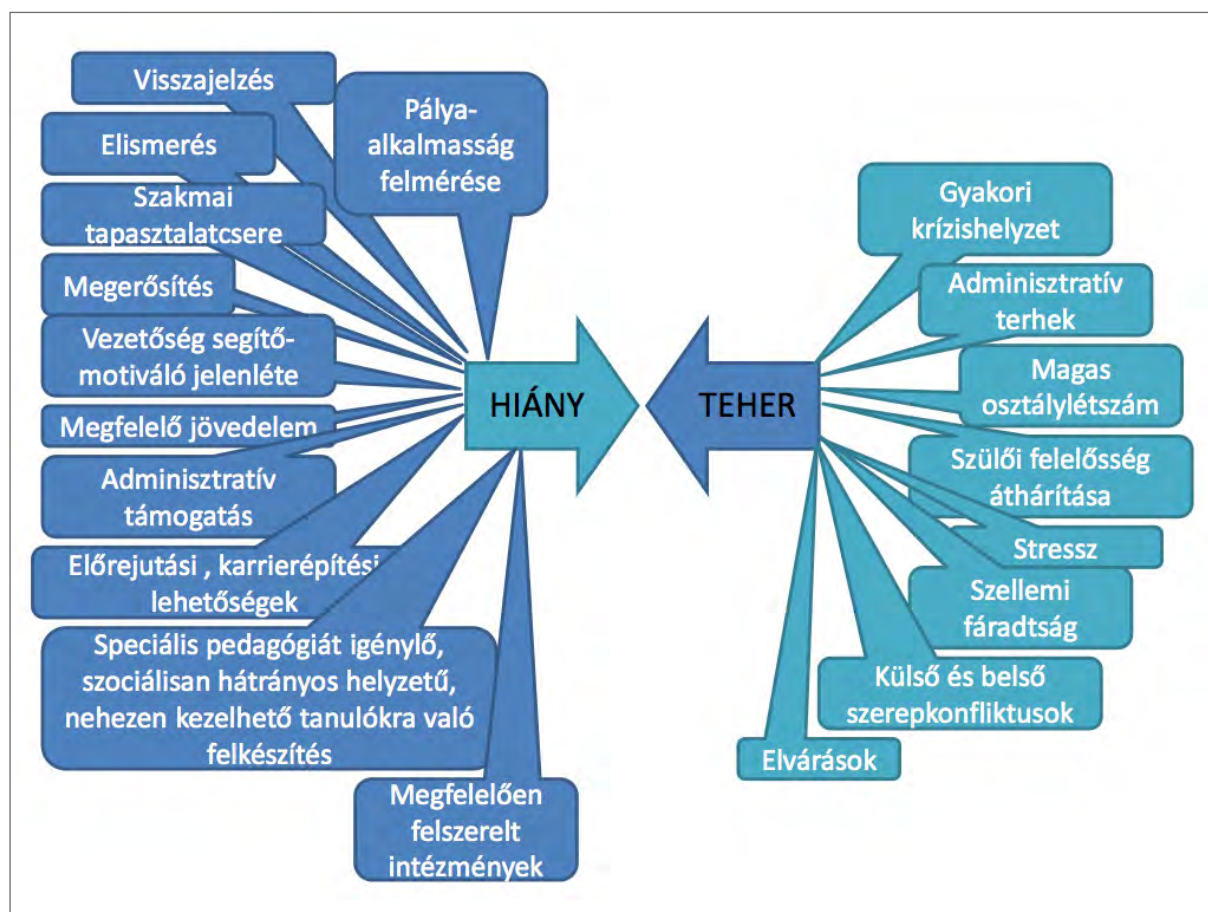 Visszajelzés
Elismerés
Szakmai
tapasztalatcsere
Megerősítés
Vezetőség segítő-
motiváló jelenléte
Megfelelő jövedelem
Adminisztratív
támogatás
Előrejutási , karrierépítési
lehetőségek
Speciális pedagógiát igénylő,
szociálisan hátrányos helyzetű,
nehezen kezelhető tanulókra való
felkészítés
Megfelelően
felszerelt
intézmények
Pálya-
alkalmasság
felmérése
HIÁNY
TEHER
Gyakori
krízishelyzet
Adminisztratív
terhek
Magas
osztálylétszám
Szülői felelősség
áthárítása
Stressz
Szellemi
fáradtság
Külső és belső
szerepkonfliktusok
Elvárások